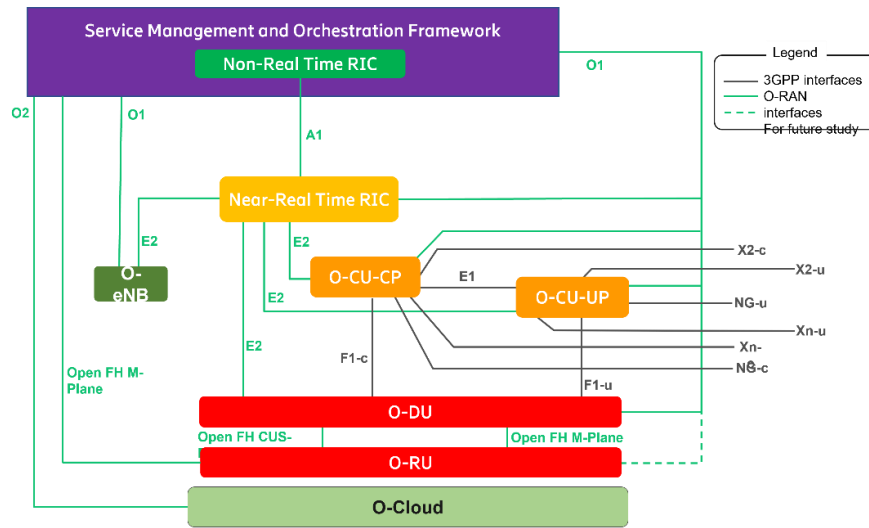 Service Management and Orchestration Framework
Non-Real Time RIC
Legend
3GPP interfaces
O-RAN
interfaces
For future study
O1
O2
O1
A1
Near-Real Time RIC
E2
E2
X2-c
O-CU-CP
E1
X2-u
O-
eNB
O-CU-UP
E2
NG-u
Xn-u
E2
Xn-
F1-c
NG-c
Open FH M-
Plane
F1-u
O-DU
Open FH CUS-
Open FH M-Plane
O-RU
O-Cloud